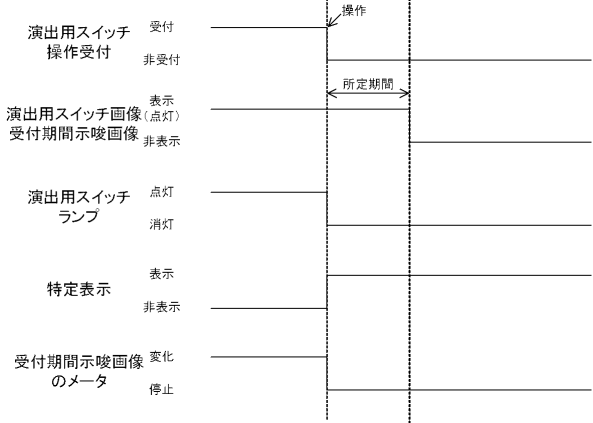 操作
演出用スイッチ
操作受付
受付
非受付
所定期間
演出用スイッチ画像
受付期間示唆画像
表示
(点灯)
非表示
演出用スイッチ
ランプ
点灯
消灯
特定表示
表示
非表示
受付期間示唆画像
のメータ
変化
停止